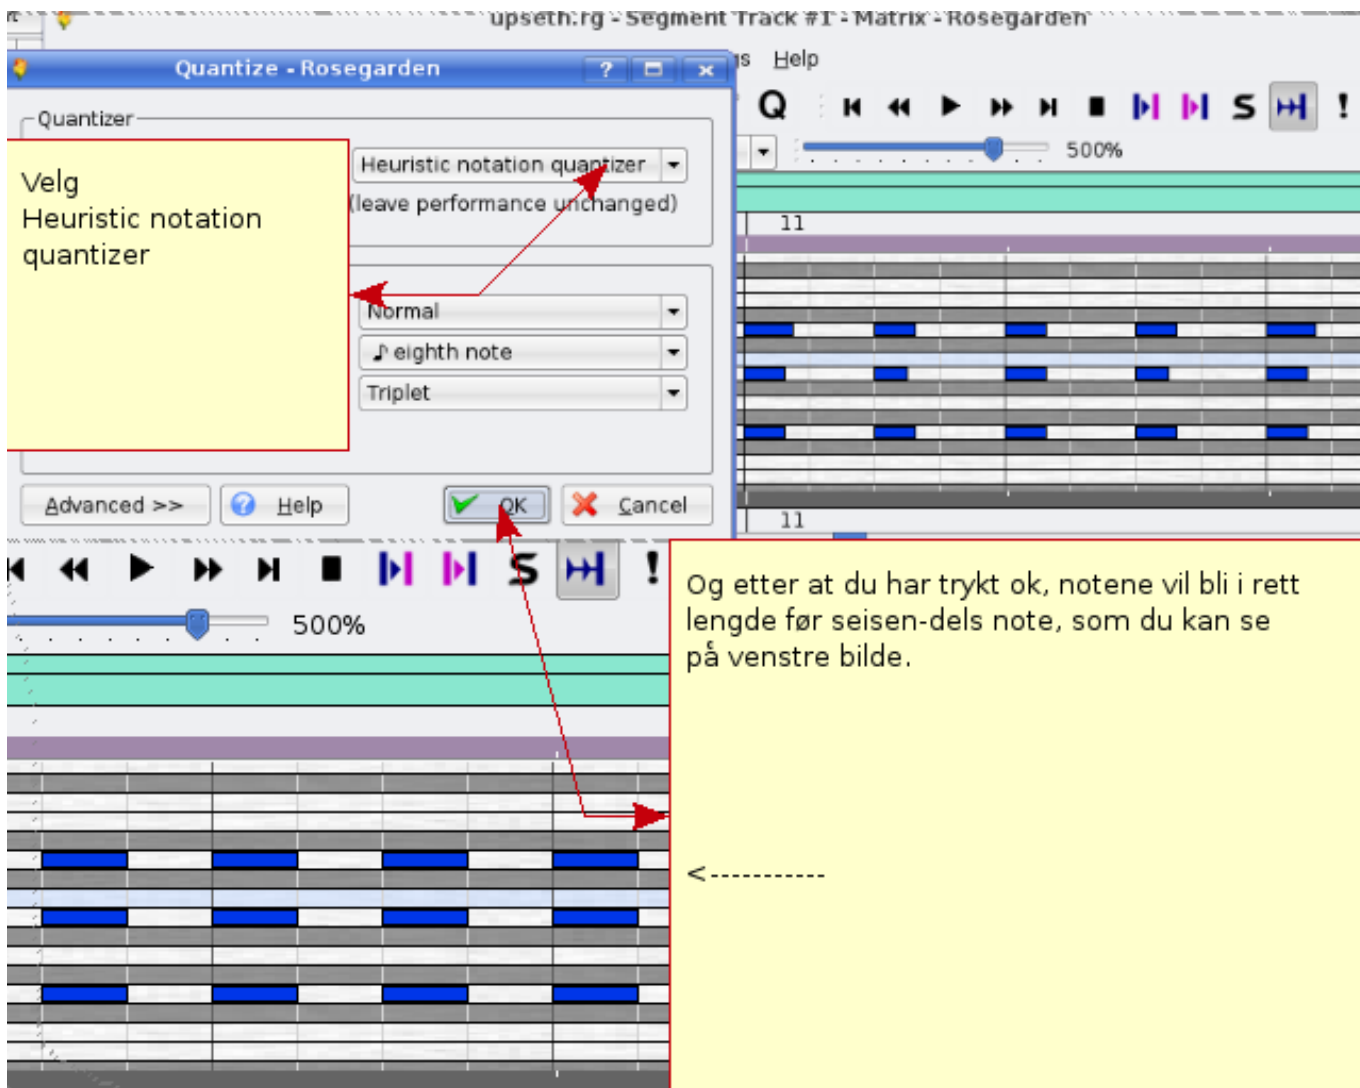 upseth.rg - Segment Track #1 - Matrix - Rosegarden
Quantize - Rosegarden
Help
Quantizer
Q
S
!
500%
Velg
Heuristic notation
quantizer
Heuristic notation quantizer
(leave performance unchanged)
11
Normal
eighth note
Triplet
Advanced >>
Help
OK
Cancel
11
S
!
500%
Og etter at du har trykt ok, notene vil bli i rett
lengde før seisen-dels note, som du kan se
på venstre bilde.
<-----------